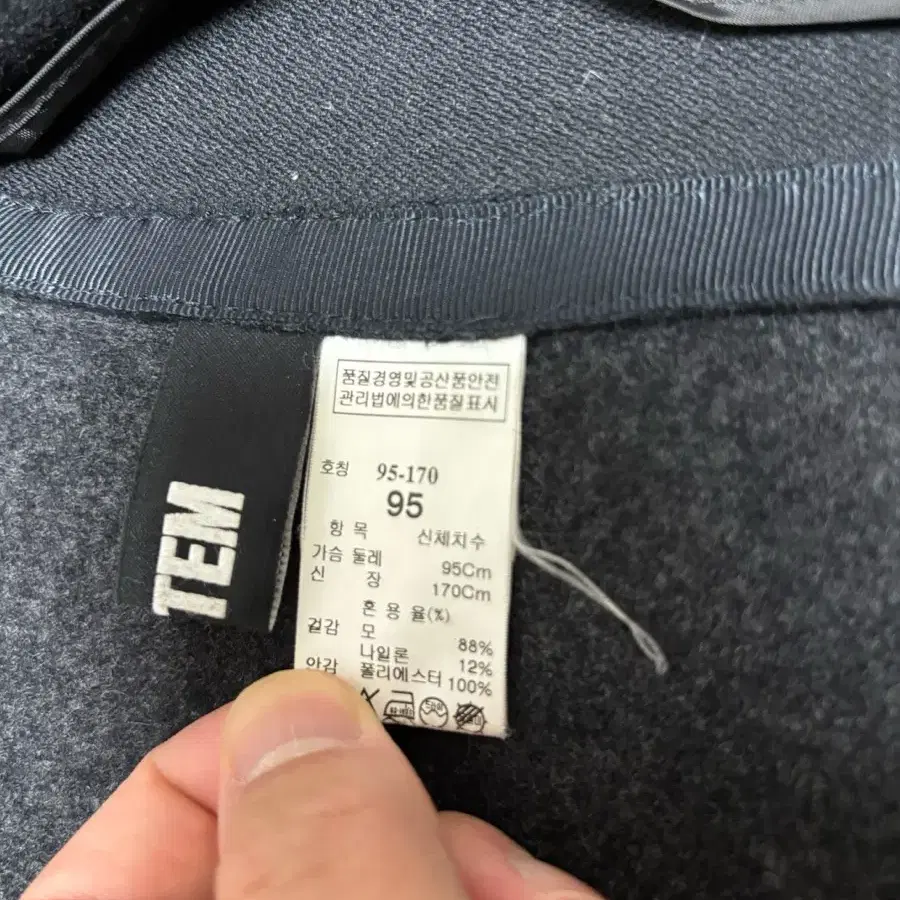 품질경영및공산품안전
관리법에의한품질표시
호칭 95-170
95
항 목 신체치수
가슴 둘레 95Cm
신 장 170Cm
혼 용 율(%)
겉감 모 88%
나일론 12%
안감 폴리에스터 100%
TEM